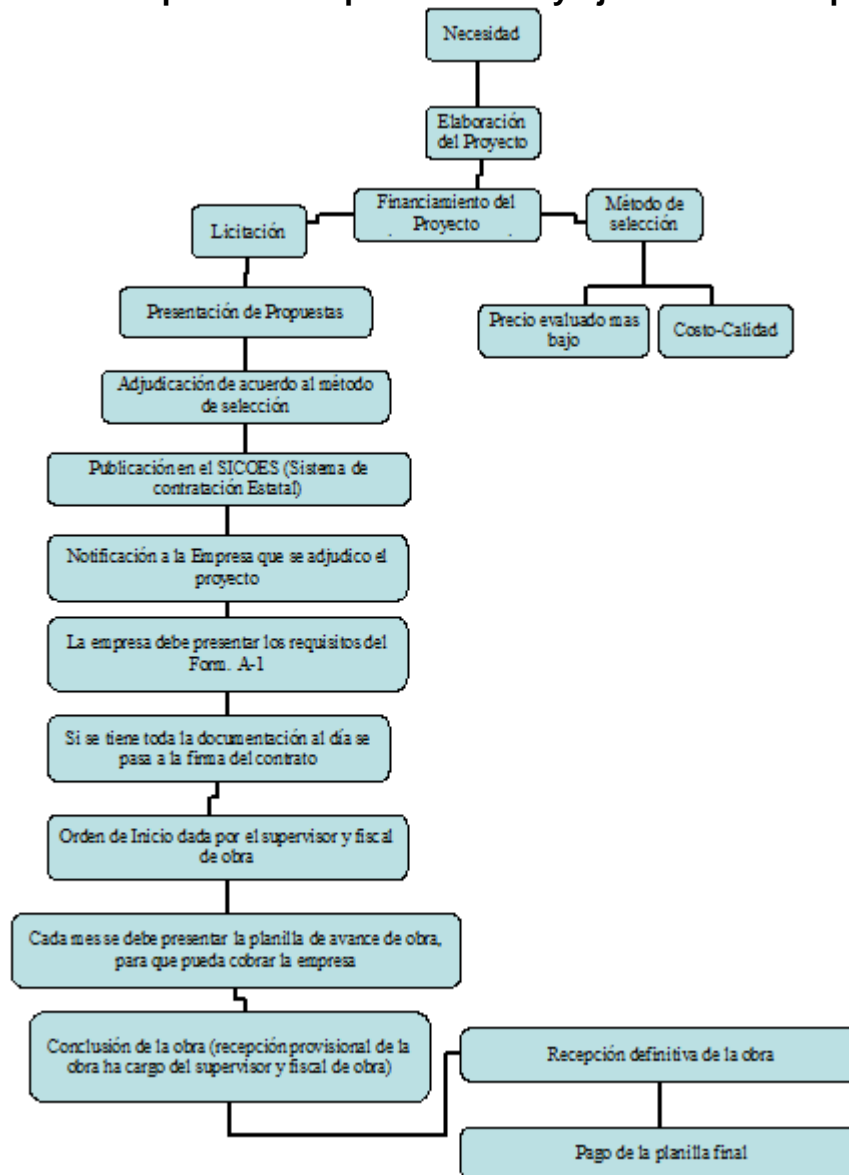 Necesidad
Elaboración
del Proyecto
Financiamiento del
Proyecto
Método de
selección
Licitación
Presentación de Propuestas
Precio evaluado mas
bajo
Costo-Calidad
Adjudicación de acuerdo al método
de selección
Publicación en el SICOES (Sistema de
contratación Estatal)
Notificación a la Empresa que se adjudico el
proyecto
La empresa debe presentar los requisitos del
Form. A-1
Si se tiene toda la documentación al día se
pasa a la firma del contrato
Orden de Inicio dada por el supervisor y fiscal
de obra
Cada mes se debe presentar la planilla de avance de obra,
para que pueda cobrar la empresa
Conclusión de la obra (recepción provisional de la
obra ha cargo del supervisor y fiscal de obra)
Recepción definitiva de la obra
Pago de la planilla final